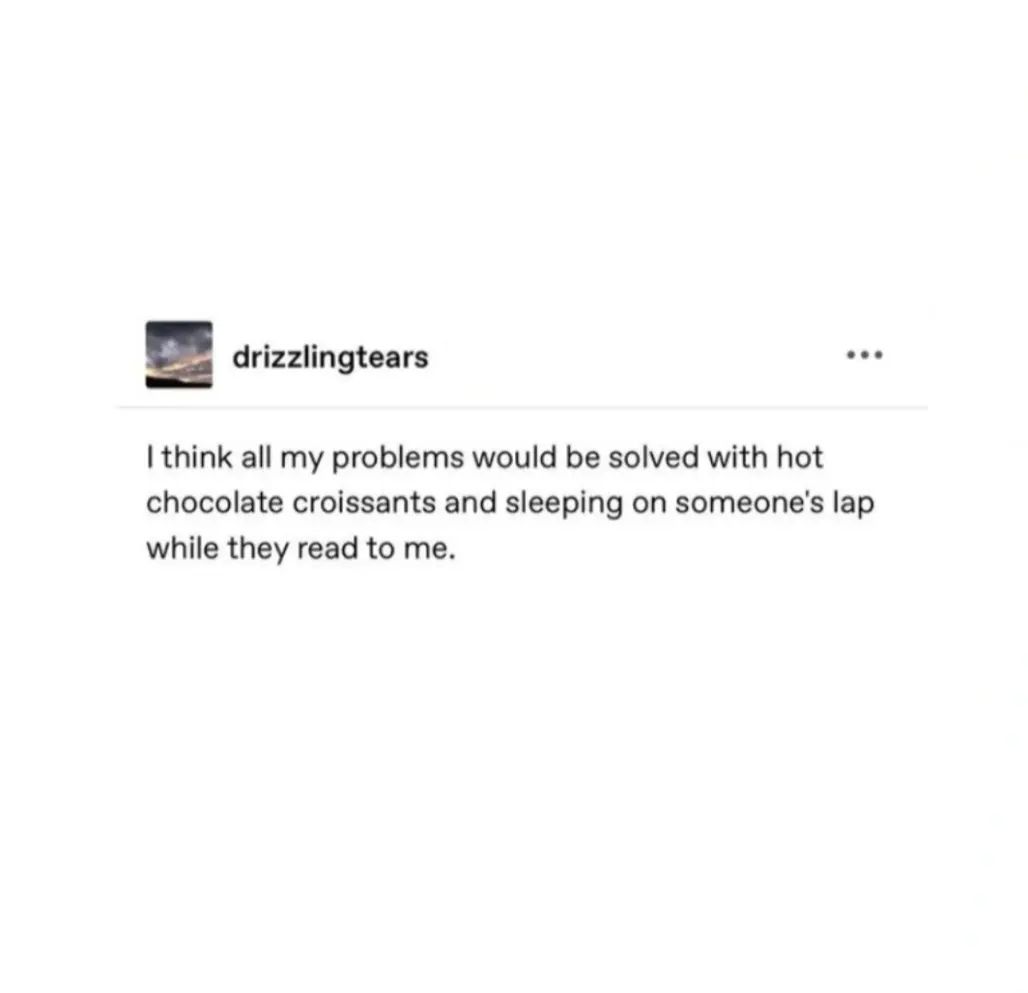 drizzlingtears
I think all my problems would be solved with hot
chocolate croissants and sleeping on someone's lap
while they read to me.